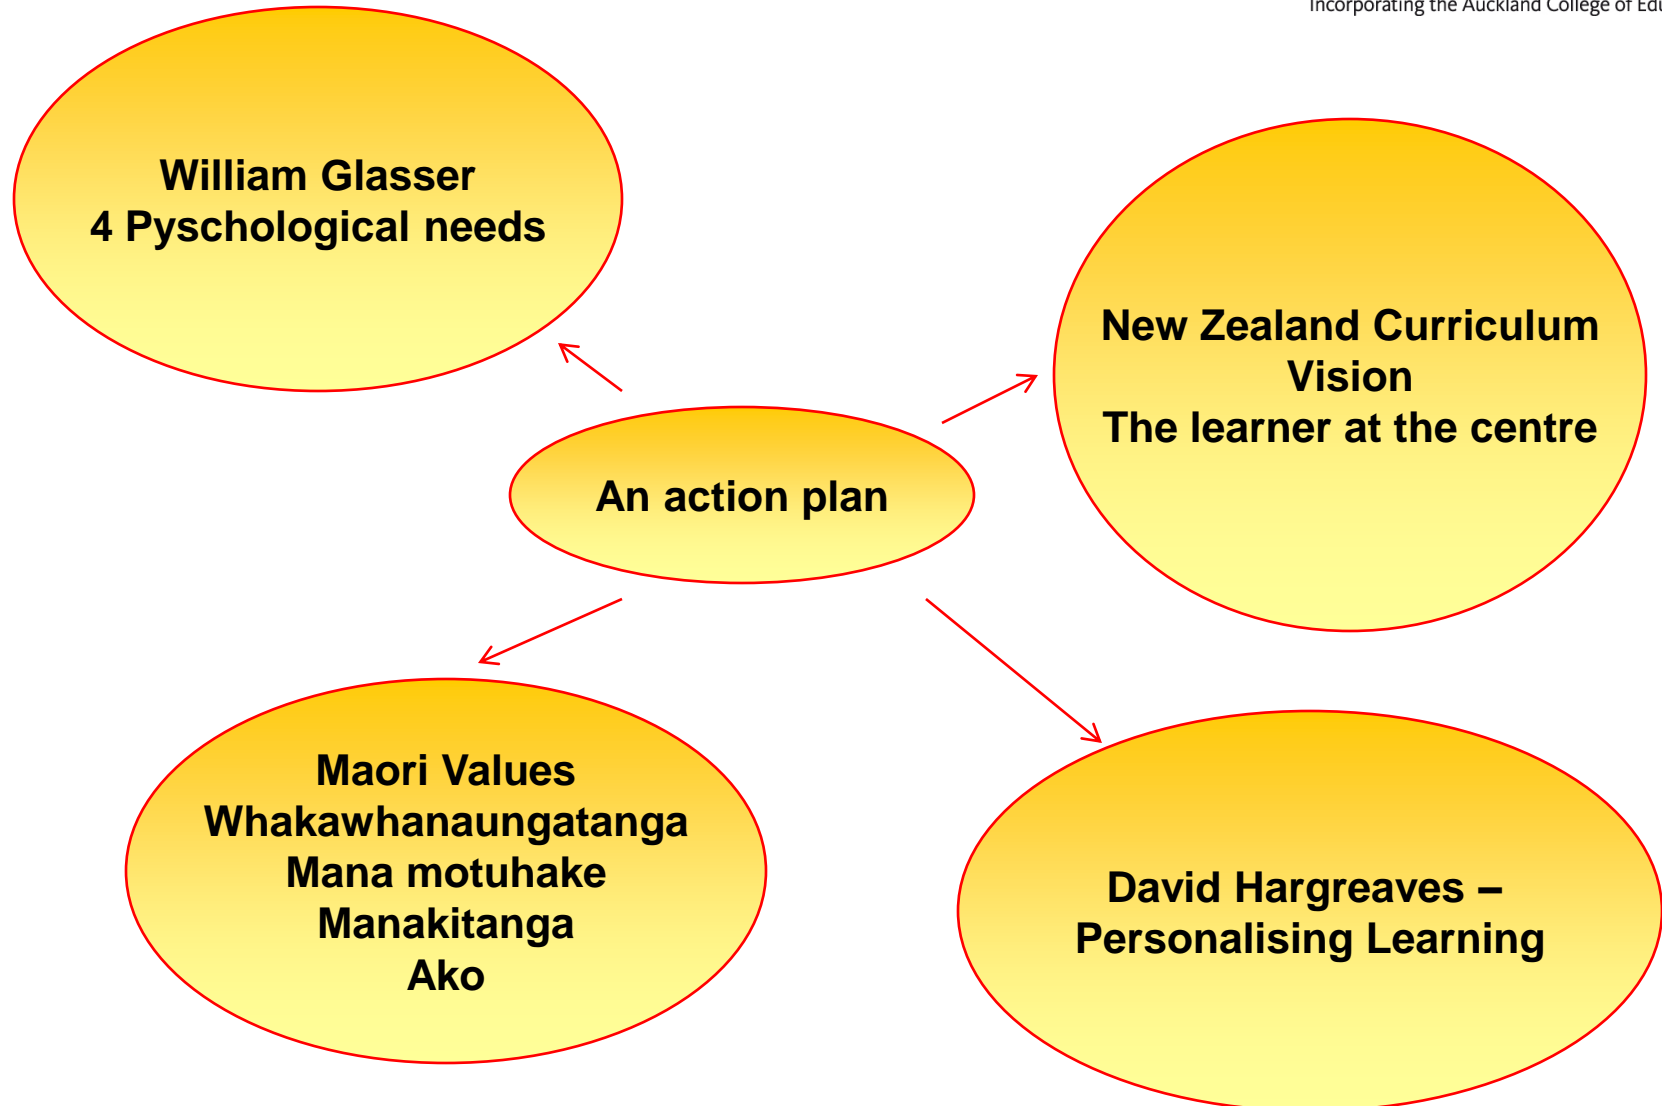 Incorporating the Auckland College of Edu
William Glasser
4 Pyschological needs
New Zealand Curriculum
Vision
The learner at the centre
An action plan
Maori Values
Whakawhanaungatanga
Mana motuhake
Manakitanga
Ako
David Hargreaves –
Personalising Learning